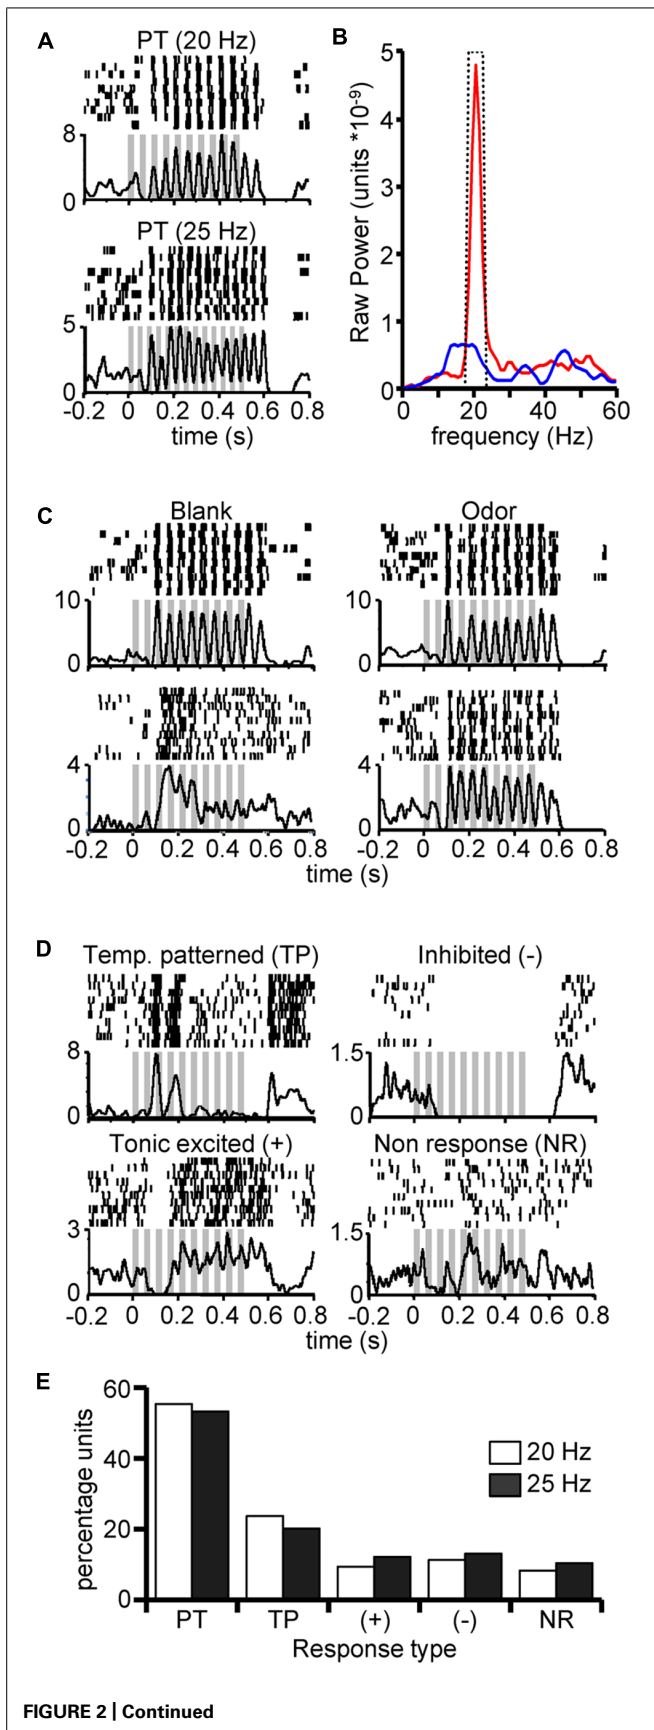 A
PT (20 Hz)
8
0
PT (25 Hz)
5
0
-0.2 0 0.2 0.4 0.6 0.8
time (s)
B
Raw Power (units *10-9)
5
4
3
2
1
0
0 20 40 60
frequency (Hz)
C
Blank
Odor
10
0
10
0
4
0
4
0
-0.2 0 0.2 0.4 0.6 0.8
-0.2 0 0.2 0.4 0.6 0.8
time (s)
D
Temp. patterned (TP)
Inhibited (-)
8
0
1.5
0
Tonic excited (+)
Non response (NR)
3
0
1.5
0
-0.2 0 0.2 0.4 0.6 0.8
-0.2 0 0.2 0.4 0.6 0.8
time (s)
E
percentage units
60
40
20
0
20 Hz
25 Hz
PT TP (+) (-) NR
Response type
FIGURE 2 | Continued